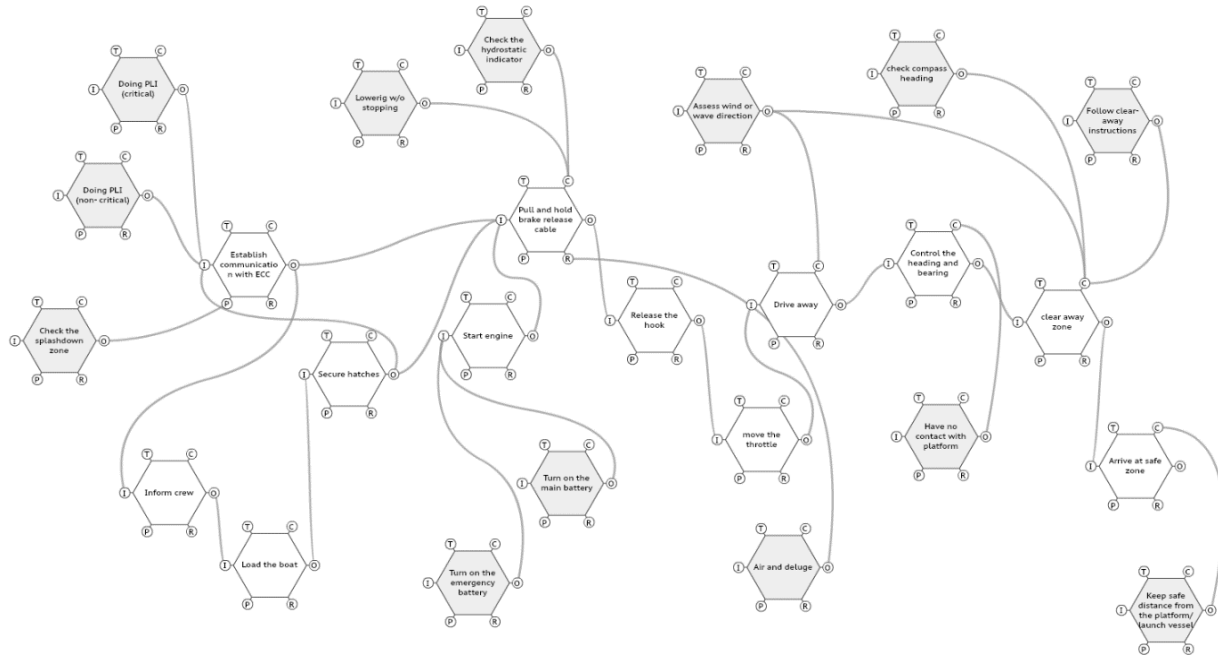 T
C
Doing PLI
(critical)
I
O
P
R
T
C
Doing PLI
(non- critical)
I
O
P
R
T
C
Establish
communicatio
n with ECC
I
O
P
R
T
C
Check the
splashdown
zone
I
O
P
R
T
C
Inform crew
I
O
P
R
T
C
Load the boat
I
O
P
R
T
C
Secure hatches
I
O
P
R
T
C
Lowerig w/o
stopping
I
O
P
R
T
C
Check the
hydrostatic
indicator
I
O
P
R
T
C
Pull and hold
brake release
cable
I
O
P
R
T
C
Start engine
I
O
P
R
T
C
Turn on the
main battery
I
O
P
R
T
C
Turn on the
emergency
battery
I
O
P
R
T
C
Release the
hook
I
O
P
R
T
C
move the
throttle
I
O
P
R
T
C
Air and deluge
I
O
P
R
T
C
Assess wind or
wave direction
I
O
P
R
T
C
Drive away
I
O
P
R
T
C
check compass
heading
I
O
P
R
T
C
Control the
heading and
bearing
I
O
P
R
T
C
Have no
contact with
platform
I
O
P
R
T
C
Follow clear-
away
instructions
I
O
P
R
T
C
clear away
zone
I
O
P
R
T
C
Arrive at safe
zone
I
O
P
R
T
C
Keep safe
distance from
the platform/
launch vessel
I
O
P
R